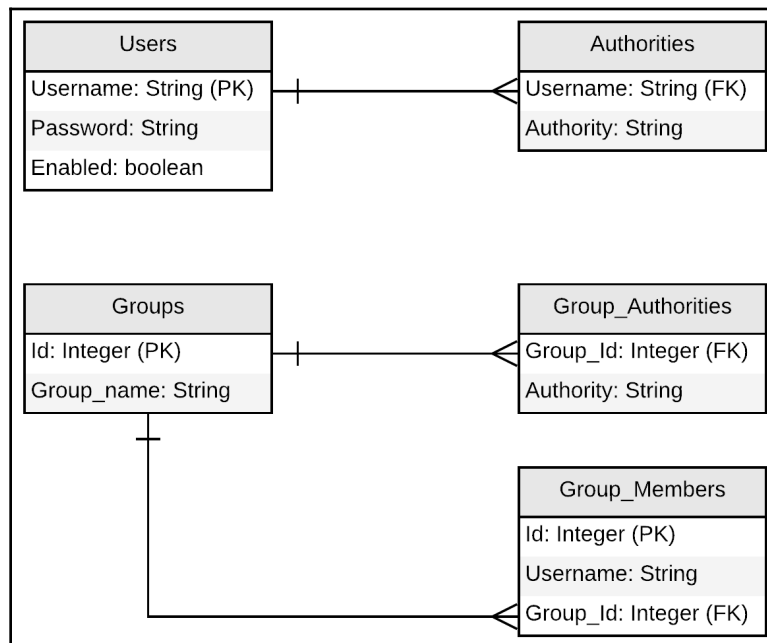 Users
Username: String (PK)
Password: String
Enabled: boolean
Authorities
Username: String (FK)
Authority: String
Groups
Id: Integer (PK)
Group_name: String
Group_Authorities
Group_Id: Integer (FK)
Authority: String
Group_Members
Id: Integer (PK)
Username: String
Group_Id: Integer (FK)